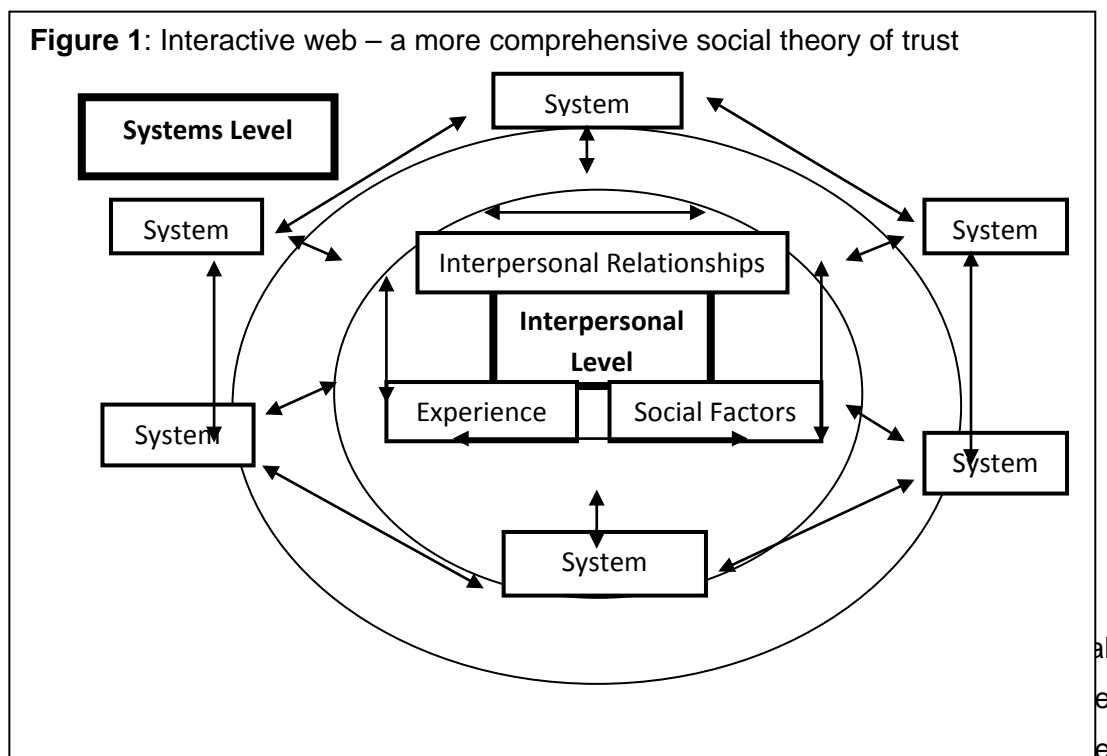 Figure 1: Interactive web – a more comprehensive social theory of trust
System
Systems Level
System
System
Interpersonal Relationships
Interpersonal
Level
Experience
Social Factors
System
System
System